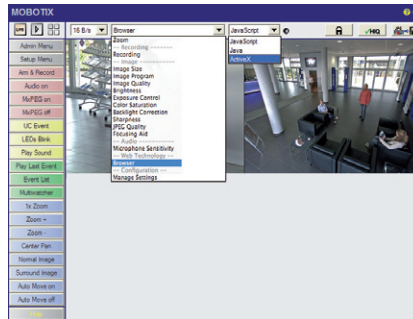 MOBOTIX
LIVE
16 B/s
Browser
JavaScript
HiQ
Admin Menu
Setup Menu
Arm & Record
Audio on
MxPEG on
MxPEG off
UC Event
LEDs Blink
Play Sound
Play Last Event
Event List
Multiwatcher
1x Zoom
Zoom +
Zoom -
Center Pan
Normal Image
Surround Image
Auto Move on
Auto Move off
Help
Zoom
--- Recording ---------
Recording
--- Image --------------
Image Size
Image Program
Image Quality
Brightness
Exposure Control
Color Saturation
Backlight Correction
Sharpness
JPEG Quality
Focusing Aid
--- Audio ---------------
Microphone Sensitivity
--- Web Technology ---
Browser
--- Configuration ------
Manage Settings
JavaScript
Java
ActiveX